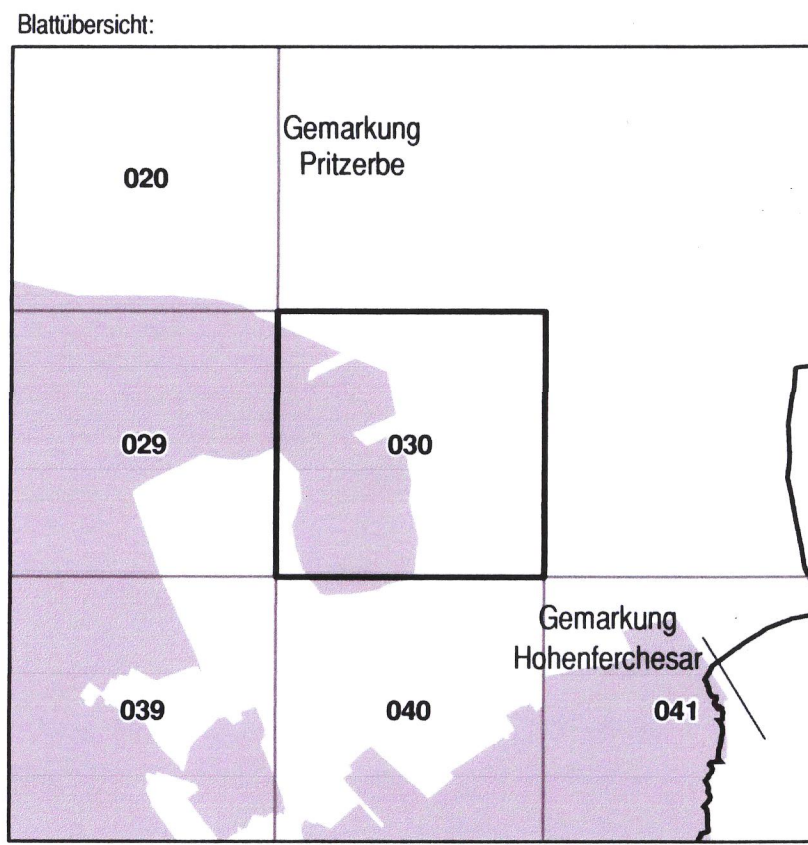 Blattübersicht:
Gemarkung
Pritzerbe
020
029
030
Gemarkung
Hohenferchesar
039
040
041